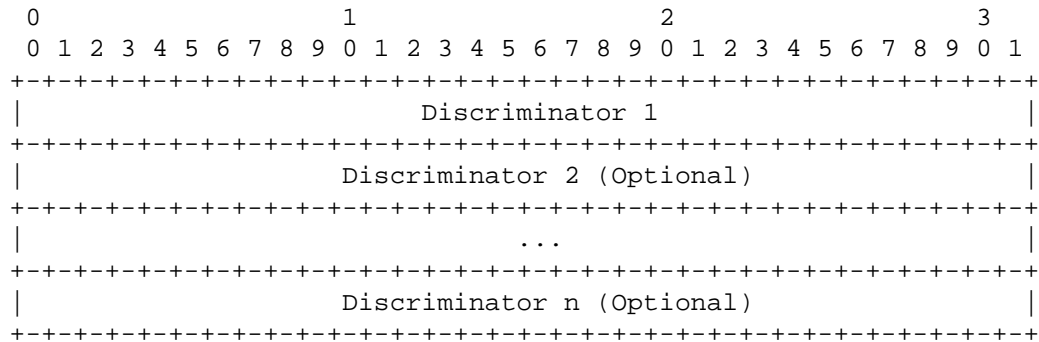 0                   1                   2                   3
 0 1 2 3 4 5 6 7 8 9 0 1 2 3 4 5 6 7 8 9 0 1 2 3 4 5 6 7 8 9 0 1
+-+-+-+-+-+-+-+-+-+-+-+-+-+-+-+-+-+-+-+-+-+-+-+-+-+-+-+-+-+-+-+-+
|                         Discriminator 1                       |
+-+-+-+-+-+-+-+-+-+-+-+-+-+-+-+-+-+-+-+-+-+-+-+-+-+-+-+-+-+-+-+-+
|                    Discriminator 2 (Optional)                 |
+-+-+-+-+-+-+-+-+-+-+-+-+-+-+-+-+-+-+-+-+-+-+-+-+-+-+-+-+-+-+-+-+
|                               ...                             |
+-+-+-+-+-+-+-+-+-+-+-+-+-+-+-+-+-+-+-+-+-+-+-+-+-+-+-+-+-+-+-+-+
|                    Discriminator n (Optional)                 |
+-+-+-+-+-+-+-+-+-+-+-+-+-+-+-+-+-+-+-+-+-+-+-+-+-+-+-+-+-+-+-+-+